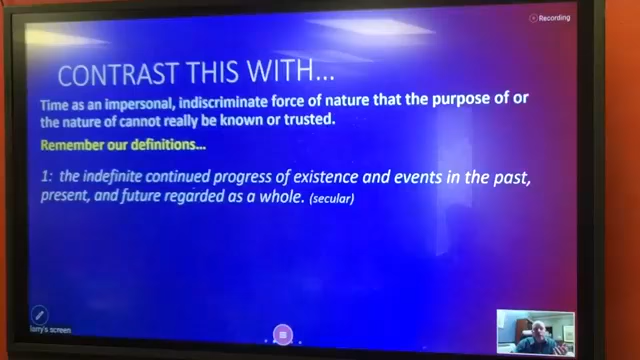 Recording
CONTRAST THIS WITH...
Time as an impersonal, indiscriminate force of nature that the purpose of or
the nature of cannot really be known or trusted.
Remember our definitions...
1: the indefinite continued progress of existence and events in the past,
present, and future regarded as a whole. (secular)
larry's screen